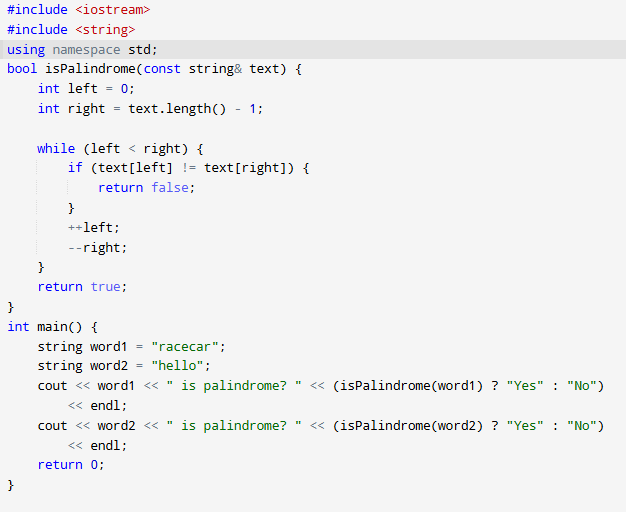 #include <iostream>
#include <string>
using namespace std;
bool isPalindrome(const string& text) {
    int left = 0;
    int right = text.length() - 1;

    while (left < right) {
        if (text[left] != text[right]) {
            return false;
        }
        ++left;
        --right;
    }
    return true;
}
int main() {
    string word1 = "racecar";
    string word2 = "hello";
    cout << word1 << " is palindrome? " << (isPalindrome(word1) ? "Yes" : "No")
        << endl;
    cout << word2 << " is palindrome? " << (isPalindrome(word2) ? "Yes" : "No")
        << endl;
    return 0;
}